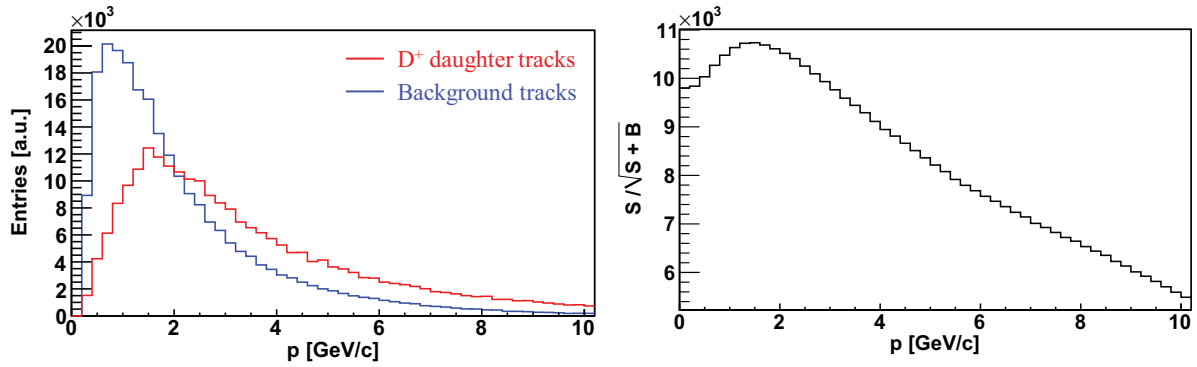 ×10³
Entries [a.u.]
20
18
16
14
12
10
8
6
4
2
0
D⁺ daughter tracks
Background tracks
0 2 4 6 8 10
p [GeV/c]
×10³
S /√S + B
11
10
9
8
7
6
0 2 4 6 8 10
p [GeV/c]